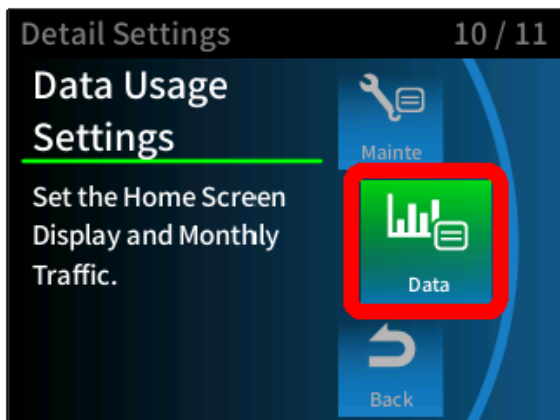 Detail Settings 10 / 11
Data Usage
Settings
Set the Home Screen
Display and Monthly
Traffic.
Mainte
Data
Back